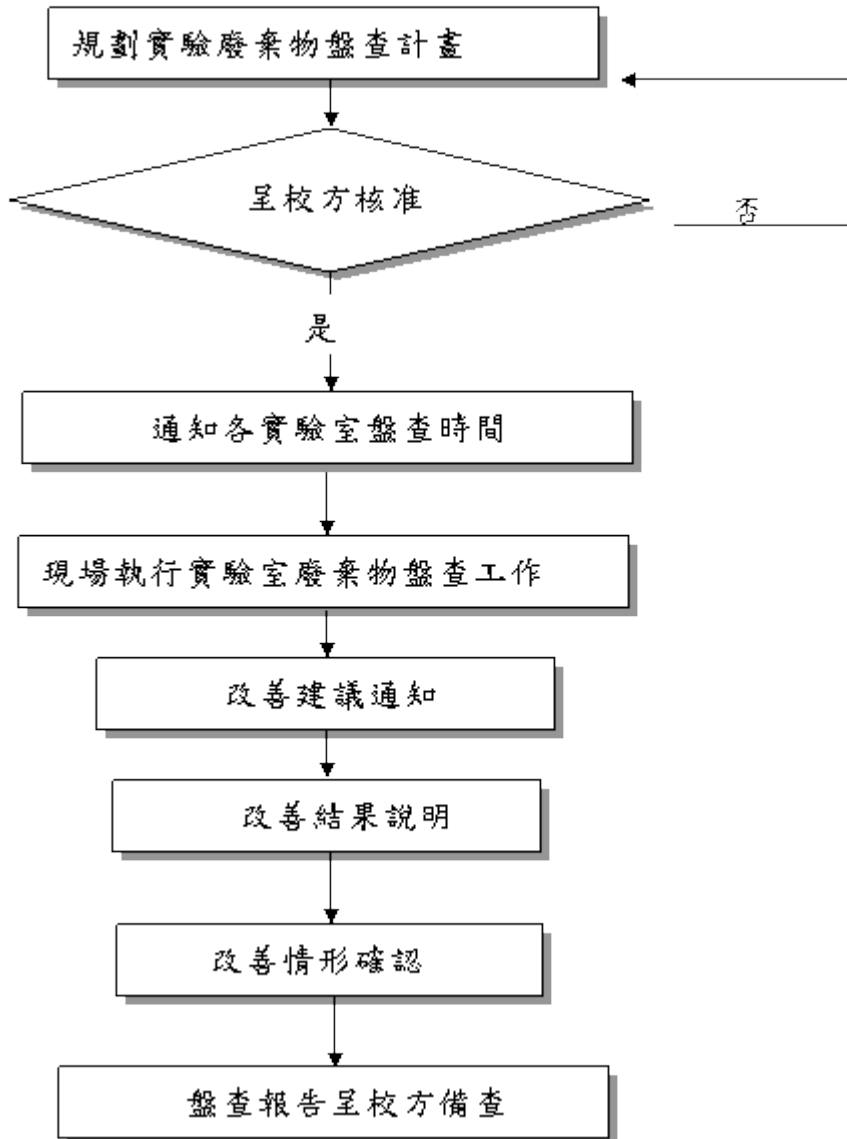 規劃實驗廢棄物盤查計畫
呈校方核准
否
是
通知各實驗室盤查時間
現場執行實驗室廢棄物盤查工作
改善建議通知
改善結果說明
改善情形確認
盤查報告呈校方備查